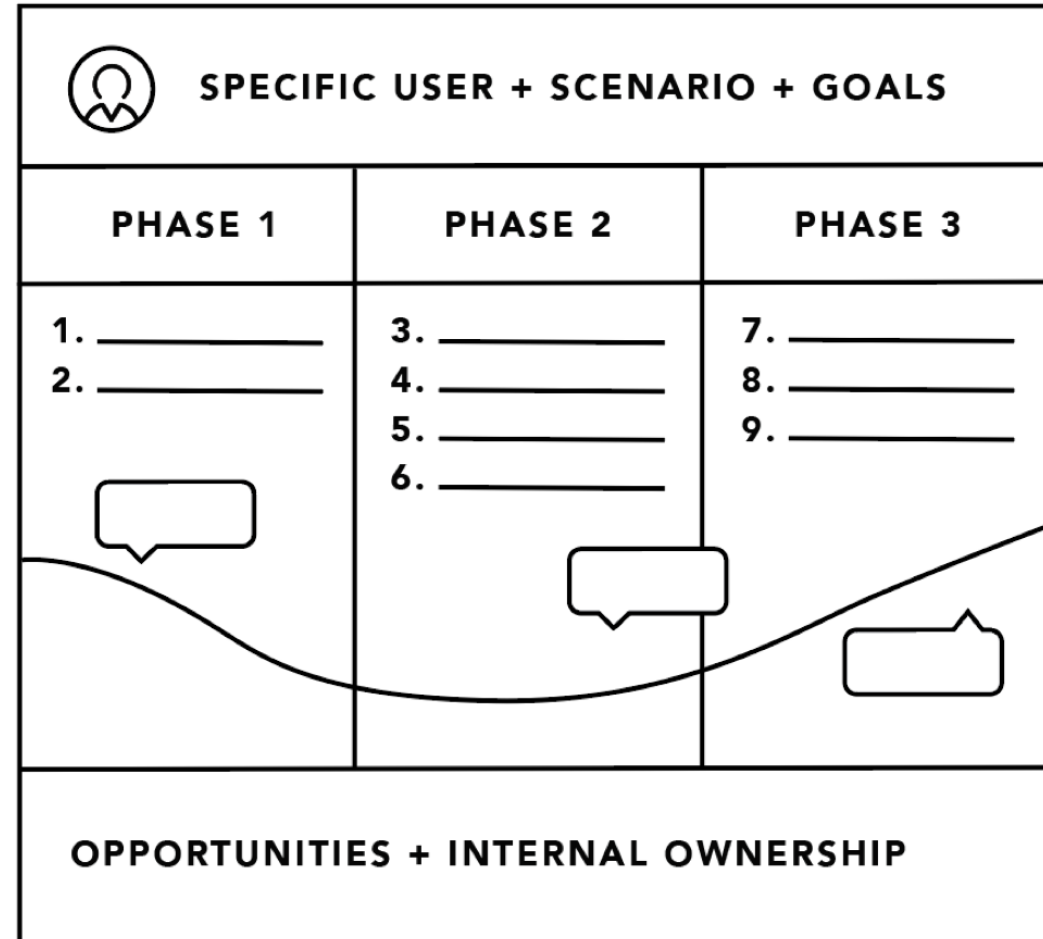 SPECIFIC USER + SCENARIO + GOALS
PHASE 1 PHASE 2 PHASE 3
1. 3. 7.
2. 4. 8.
5. 9.
6.
OPPORTUNITIES + INTERNAL OWNERSHIP